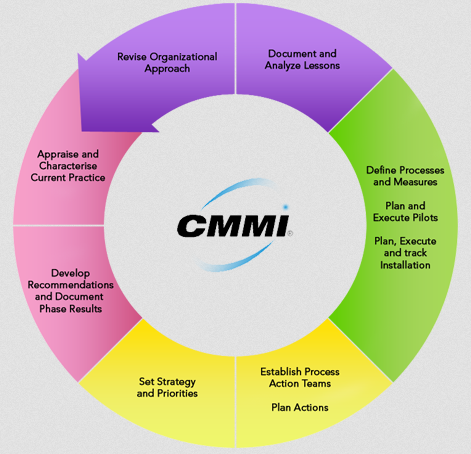 Revise Organizational
Approach
Document and
Analyze Lessons
Define Processes
and Measures
Plan and
Execute Pilots
Plan, Execute
and track
Installation
Establish Process
Action Teams
Plan Actions
Set Strategy
and Priorities
Develop
Recommendations
and Document
Phase Results
Appraise and
Characterise
Current Practice
CMMI©